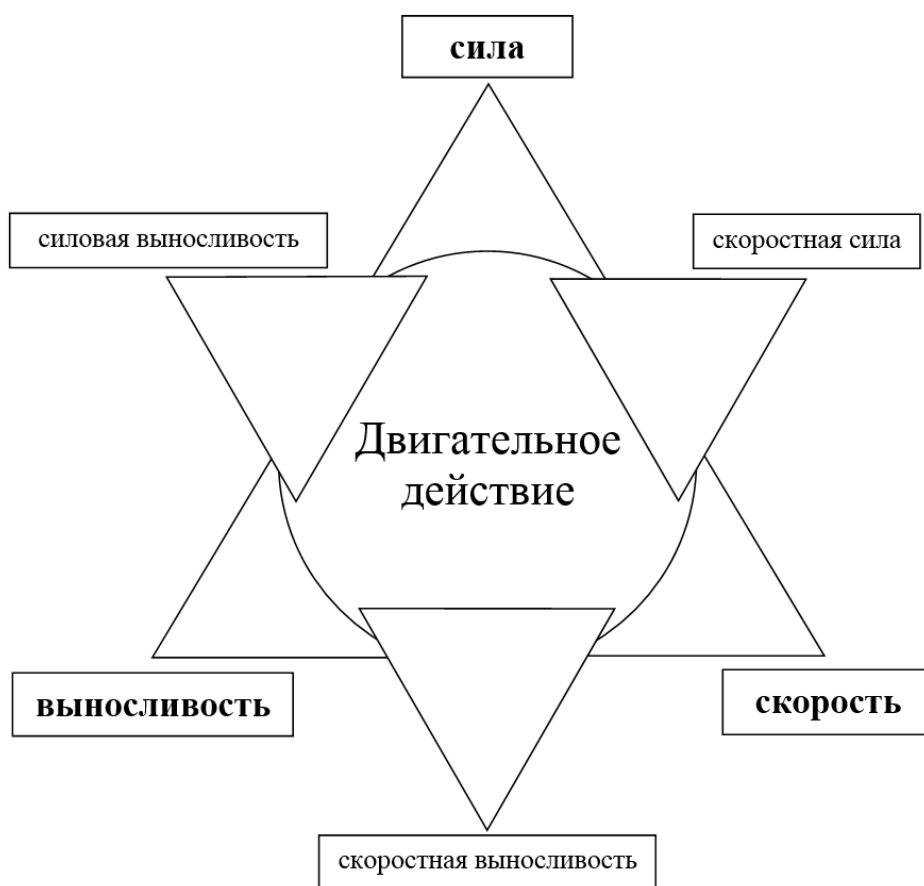 сила
силовая выносливость
скоростная сила
Двигательное
действие
выносливость
скорость
скоростная выносливость